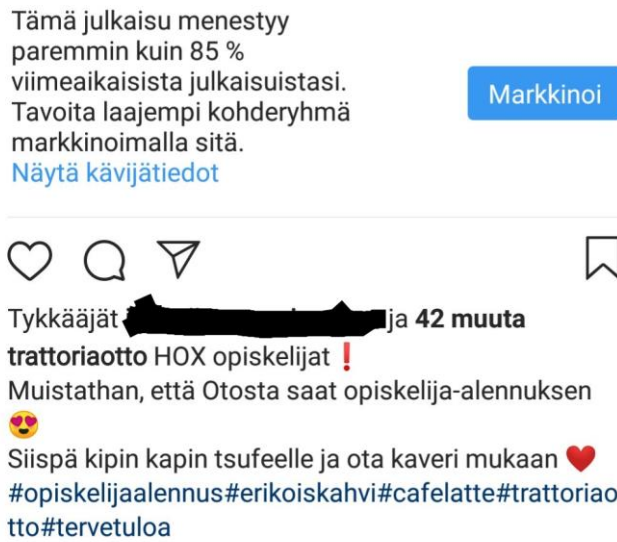 Tämä julkaisu menestyy
paremmin kuin 85 %
viimeaikaisista julkaisuistasi.
Tavoita laajempi kohderyhmä
markkinoimalla sitä.
Markkinoi
Näytä kävijätiedot
Tykkääjät ja 42 muuta
trattoriaotto HOX opiskelijat❗
Muistathan, että Otosta saat opiskelija-alennuksen
😍
Siispä kipin kapin tsufeelle ja ota kaveri mukaan ❤️
#opiskelijaalennus#erikoiskahvi#cafelatte#trattoriao
tto#tervetuloa